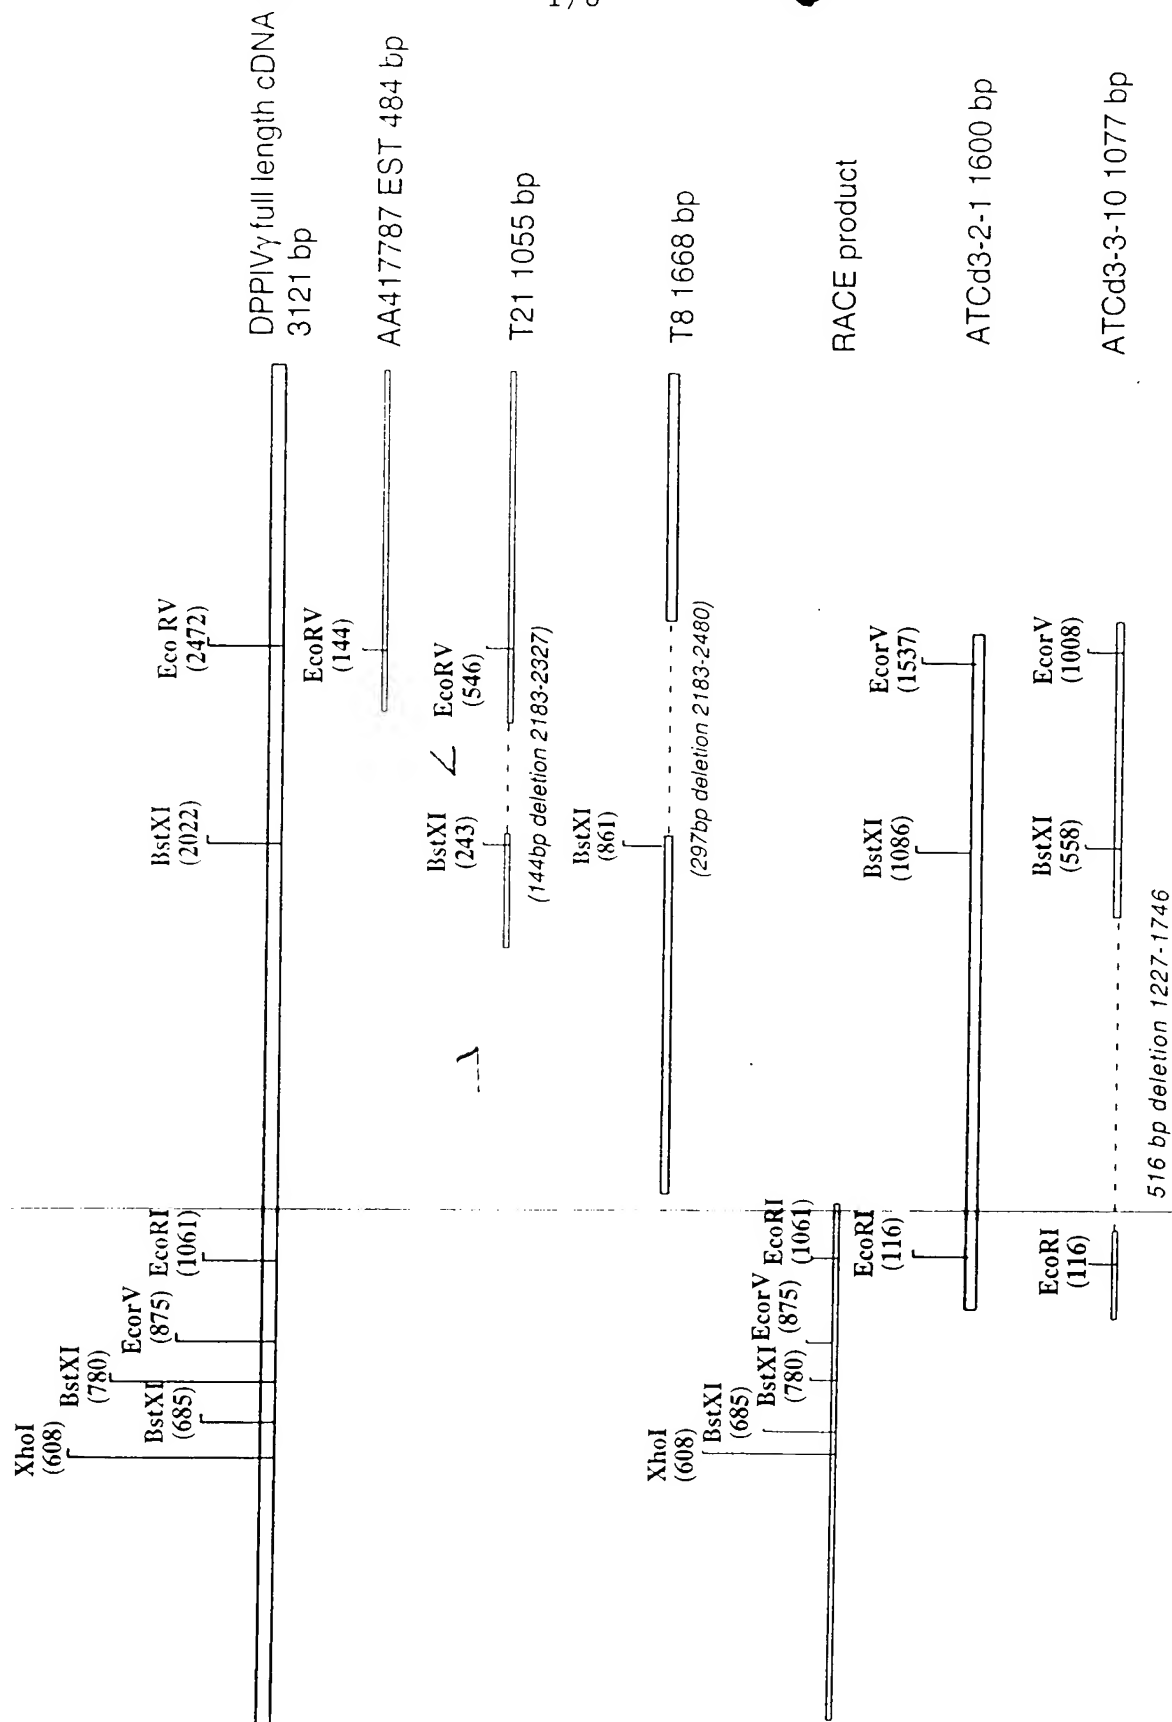 1 / 8
XhoI
(608)
BstXI
(685)
BstXI
(780)
EcorV
(875)
EcoRI
(1061)
BstXI
(2022)
Eco RV
(2472)
DPPIVγ full length cDNA
3121 bp
EcoRV
(144)
AA417787 EST 484 bp
BstXI
(243)
EcoRV
(546)
(144bp deletion 2183-2327)
T21 1055 bp
BstXI
(861)
(297bp deletion 2183-2480)
T8 1668 bp
XhoI
(608)
BstXI
(685)
BstXI
(780)
EcorV
(875)
EcoRI
(1061)
RACE product
EcoRI
(116)
BstXI
(1086)
EcorV
(1537)
ATCd3-2-1 1600 bp
EcoRI
(116)
BstXI
(558)
EcorV
(1008)
516 bp deletion 1227-1746
ATCd3-3-10 1077 bp